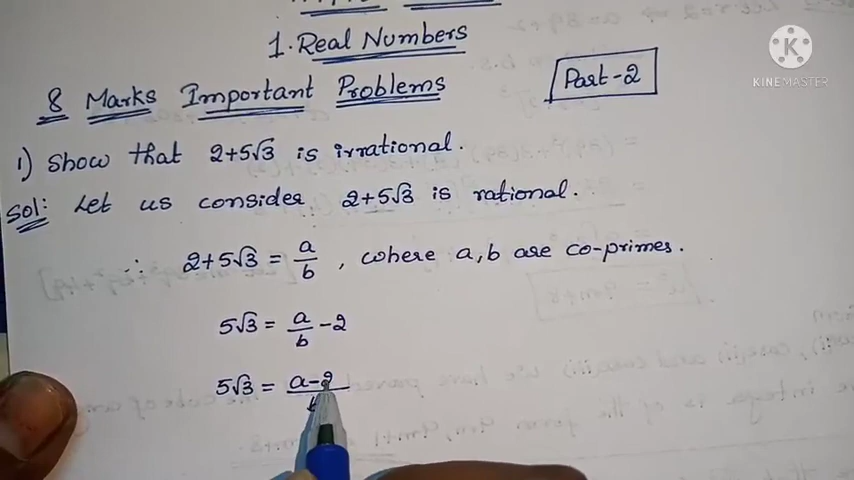 1. Real Numbers
K
KINEMASTER
8 Marks Important Problems
Part-2
1) Show that 2+5√3 is irrational.
Sol: Let us consider 2+5√3 is rational.
∴ 2+5√3 = a/b , where a,b are co-primes.
5√3 = a/b - 2
5√3 = a-2